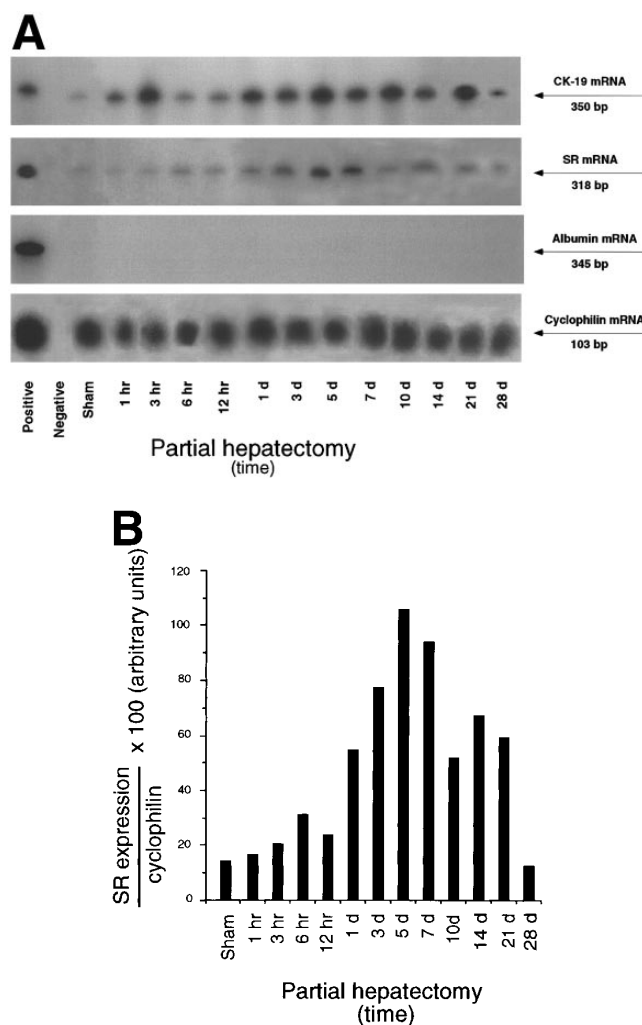 A
CK-19 mRNA
350 bp
SR mRNA
318 bp
Albumin mRNA
345 bp
Cyclophilin mRNA
103 bp
Positive
Negative
Sham
1 hr
3 hr
6 hr
12 hr
1 d
3 d
5 d
7 d
10 d
14 d
21 d
28 d
Partial hepatectomy
(time)
B
SR expression
cyclophilin
x 100 (arbitrary units)
120
100
80
60
40
20
0
Sham
1 hr
3 hr
6 hr
12 hr
1 d
3 d
5 d
7 d
10d
14 d
21 d
28 d
Partial hepatectomy
(time)